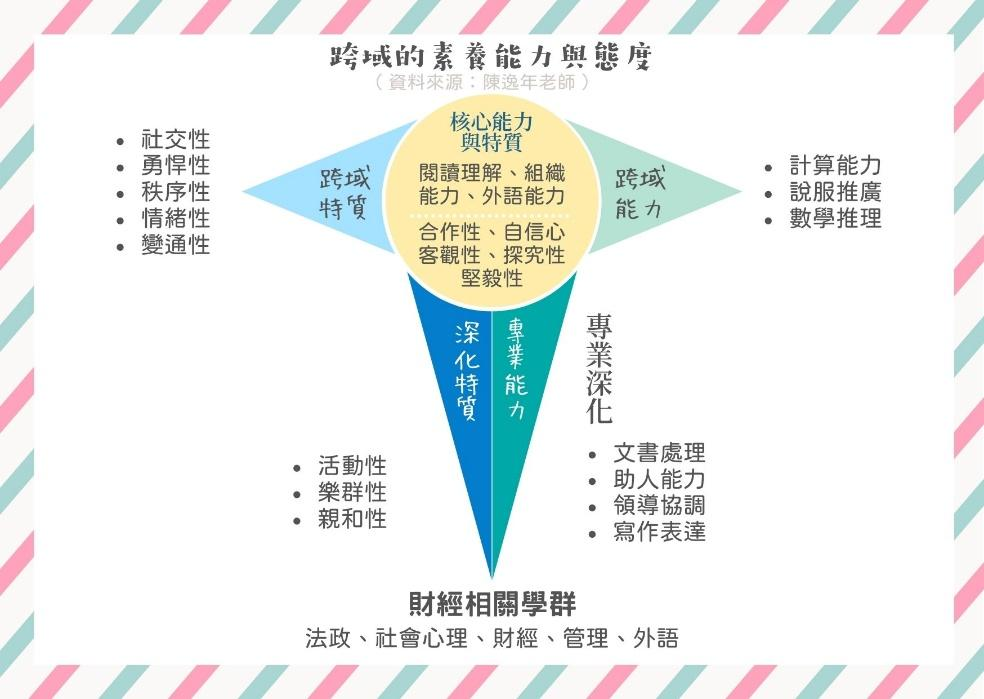 跨域的素養能力與態度
（資料來源：陳逸年老師）
核心能力
與特質
閱讀理解、組織
能力、外語能力
合作性、自信心
客觀性、探究性
堅毅性
跨域
特質
• 社交性
• 勇悍性
• 秩序性
• 情緒性
• 變通性
跨域
能力
• 計算能力
• 說服推廣
• 數學推理
深化特質
專業能力
專業深化
• 活動性
• 樂群性
• 親和性
• 文書處理
• 助人能力
• 領導協調
• 寫作表達
財經相關學群
法政、社會心理、財經、管理、外語